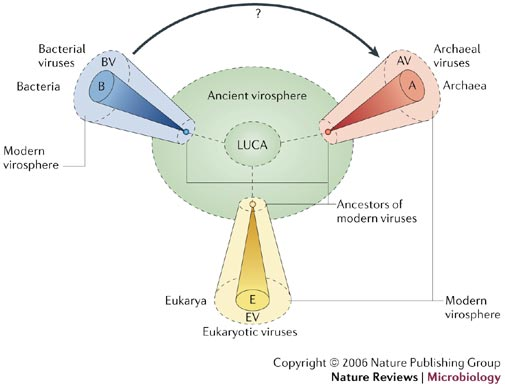 ?
Bacterial
viruses
BV
AV
Archaeal
viruses
Bacteria
B
A
Archaea
Ancient virosphere
LUCA
Modern
virosphere
Ancestors of
modern viruses
Eukarya
E
EV
Eukaryotic viruses
Modern
virosphere
Copyright © 2006 Nature Publishing Group
Nature Reviews | Microbiology